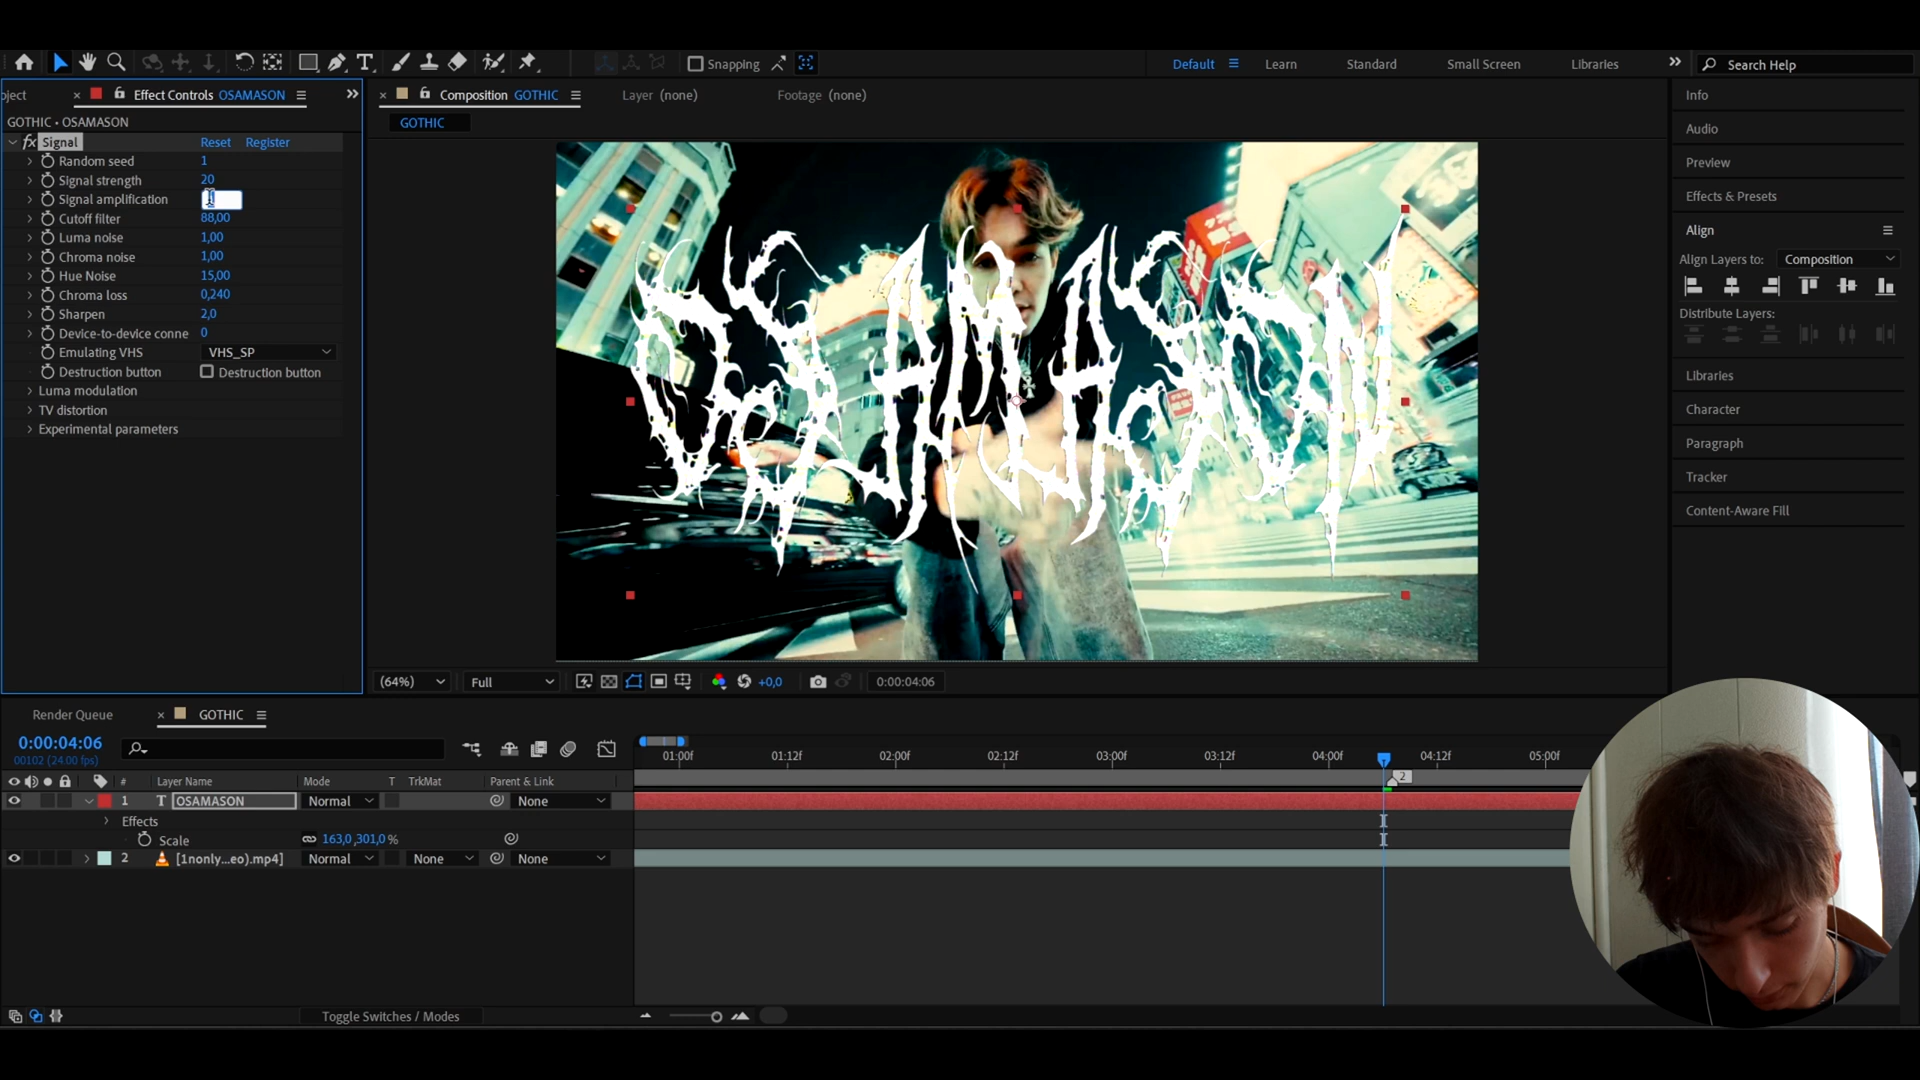 Snapping
Default
Learn
Standard
Small Screen
Libraries
Search Help
oject
Effect Controls OSAMASON
Composition GOTHIC
Layer (none)
Footage (none)
GOTHIC • OSAMASON
GOTHIC
fx Signal Reset Register
Random seed 1
Signal strength 20
Signal amplification
Cutoff filter 88,00
Luma noise 1,00
Chroma noise 1,00
Hue Noise 15,00
Chroma loss 0,240
Sharpen 2,0
Device-to-device conne 0
Emulating VHS VHS_SP
Destruction button Destruction button
Luma modulation
TV distortion
Experimental parameters
OSAMASON
Info
Audio
Preview
Effects & Presets
Align
Align Layers to: Composition
Distribute Layers:
Libraries
Character
Paragraph
Tracker
Content-Aware Fill
(64%) Full +0,0 0:00:04:06
Render Queue
GOTHIC
0:00:04:06
00102 (24.00 fps)
01:00f 01:12f 02:00f 02:12f 03:00f 03:12f 04:00f 04:12f 05:00f
2
# Layer Name Mode T TrkMat Parent & Link
1 T OSAMASON Normal None
Effects
Scale 163,0,301,0 %
2 [1nonly...eo).mp4] Normal None None
Toggle Switches / Modes